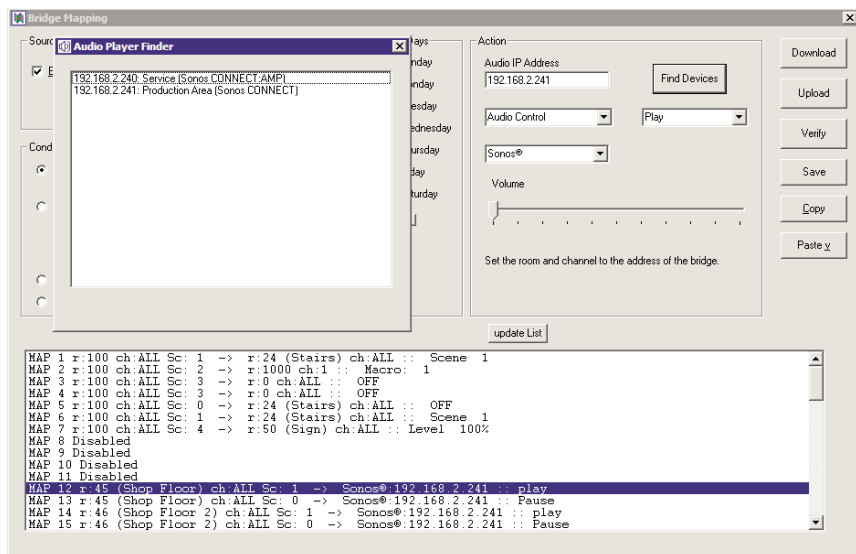 Bridge Mapping
Audio Player Finder
192.168.2.240: Service (Sonos CONNECT:AMP)
192.168.2.241: Production Area (Sonos CONNECT)
Action
Audio IP Address
192.168.2.241
Find Devices
Audio Control
Play
Sonos®
Volume
Set the room and channel to the address of the bridge.
Download
Upload
Verify
Save
Copy
Paste v
update List
MAP 1 r:100 ch:ALL Sc: 1 -> r:24 (Stairs) ch:ALL :: Scene 1
MAP 2 r:100 ch:ALL Sc: 2 -> r:1000 ch:1 :: Macro: 1
MAP 3 r:100 ch:ALL Sc: 3 -> r:0 ch:ALL :: OFF
MAP 4 r:100 ch:ALL Sc: 3 -> r:0 ch:ALL :: OFF
MAP 5 r:100 ch:ALL Sc: 0 -> r:24 (Stairs) ch:ALL :: OFF
MAP 6 r:100 ch:ALL Sc: 1 -> r:24 (Stairs) ch:ALL :: Scene 1
MAP 7 r:100 ch:ALL Sc: 4 -> r:50 (Sign) ch:ALL :: Level 100%
MAP 8 Disabled
MAP 9 Disabled
MAP 10 Disabled
MAP 11 Disabled
MAP 12 r:45 (Shop Floor) ch:ALL Sc: 1 -> Sonos®:192.168.2.241 :: play
MAP 13 r:45 (Shop Floor) ch:ALL Sc: 0 -> Sonos®:192.168.2.241 :: Pause
MAP 14 r:46 (Shop Floor 2) ch:ALL Sc: 1 -> Sonos®:192.168.2.241 :: play
MAP 15 r:46 (Shop Floor 2) ch:ALL Sc: 0 -> Sonos®:192.168.2.241 :: Pause